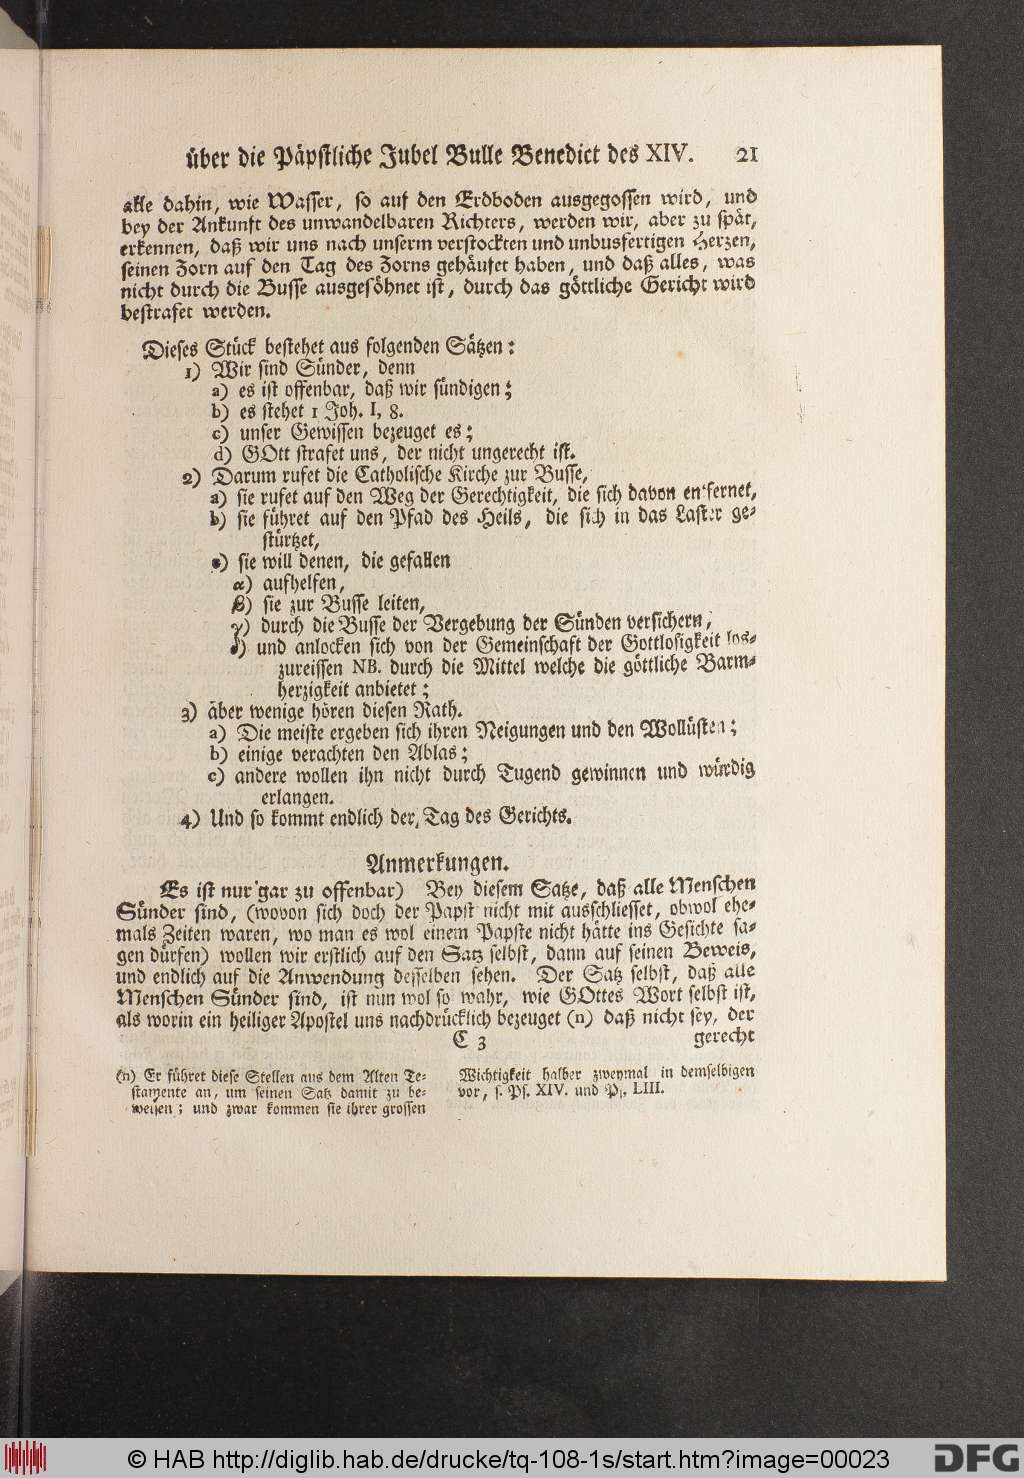 über die Päpstliche Jubel Bulle Benedict des XIV. 21
alle dahin, wie Wasser, so auf den Erdboden ausgegossen wird, und
bey der Ankunft des unwandelbaren Richters, werden wir, aber zu spät,
erkennen, daß wir uns nach unserm verstockten und unbusfertigen Herzen,
seinen Zorn auf den Tag des Zorns gehäufet haben, und daß alles, was
nicht durch die Busse ausgesöhnet ist, durch das göttliche Gericht wird
bestrafet werden.
Dieses Stück bestehet aus folgenden Sätzen:
1) Wir sind Sünder, denn
a) es ist offenbar, daß wir sündigen;
b) es stehet 1 Joh. I, 8.
c) unser Gewissen bezeuget es;
d) GOtt strafet uns, der nicht ungerecht ist.
2) Darum rufet die Catholische Kirche zur Busse,
a) sie rufet auf den Weg der Gerechtigkeit, die sich davon entfernet,
b) sie führet auf den Pfad des Heils, die sich in das Laster ge-
stürtzet,
c) sie will denen, die gefallen
α) aufhelfen,
β) sie zur Busse leiten,
γ) durch die Busse der Vergebung der Sünden versichern,
δ) und anlocken sich von der Gemeinschaft der Gottlosigkeit los-
zureissen NB. durch die Mittel welche die göttliche Barm-
herzigkeit anbietet;
3) äber wenige hören diesen Rath.
a) Die meiste ergeben sich ihren Neigungen und den Wollüsten;
b) einige verachten den Ablas;
c) andere wollen ihn nicht durch Tugend gewinnen und würdig
erlangen.
4) Und so kommt endlich der Tag des Gerichts.
Anmerkungen.
Es ist nur gar zu offenbar) Bey diesem Satze, daß alle Menschen
Sünder sind, (wovon sich doch der Papst nicht mit ausschliesset, obwol ehe-
mals Zeiten waren, wo man es wol einem Papste nicht hätte ins Gesichte sa-
gen dürfen) wollen wir erstlich auf den Satz selbst, dann auf seinen Beweis,
und endlich auf die Anwendung desselben sehen. Der Satz selbst, daß alle
Menschen Sünder sind, ist nun wol so wahr, wie GOttes Wort selbst ist,
als worin ein heiliger Apostel uns nachdrücklich bezeuget (n) daß nicht sey, der
C 3 gerecht
(n) Er führet diese Stellen aus dem Alten Te-
stamente an, um seinen Satz damit zu be-
weisen; und zwar kommen sie ihrer grossen
Wichtigkeit halber zweymal in demselbigen
vor, s. Ps. XIV. und Ps. LIII.
© HAB http://diglib.hab.de/drucke/tq-108-1s/start.htm?image=00023
DFG